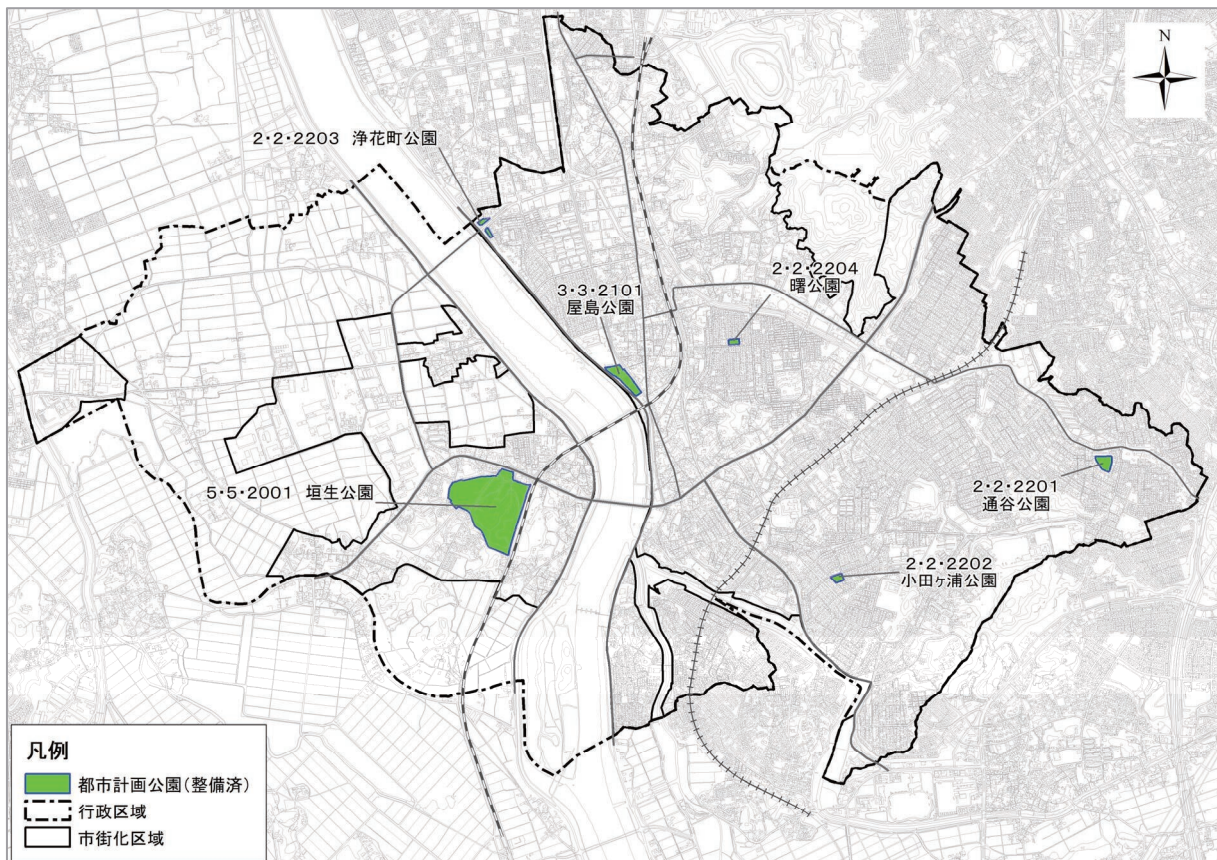 N
2・2・2203 浄花町公園
2・2・2204
曙公園
3・3・2101
屋島公園
5・5・2001 垣生公園
2・2・2201
通谷公園
2・2・2202
小田ヶ浦公園
凡例
都市計画公園(整備済)
行政区域
市街化区域